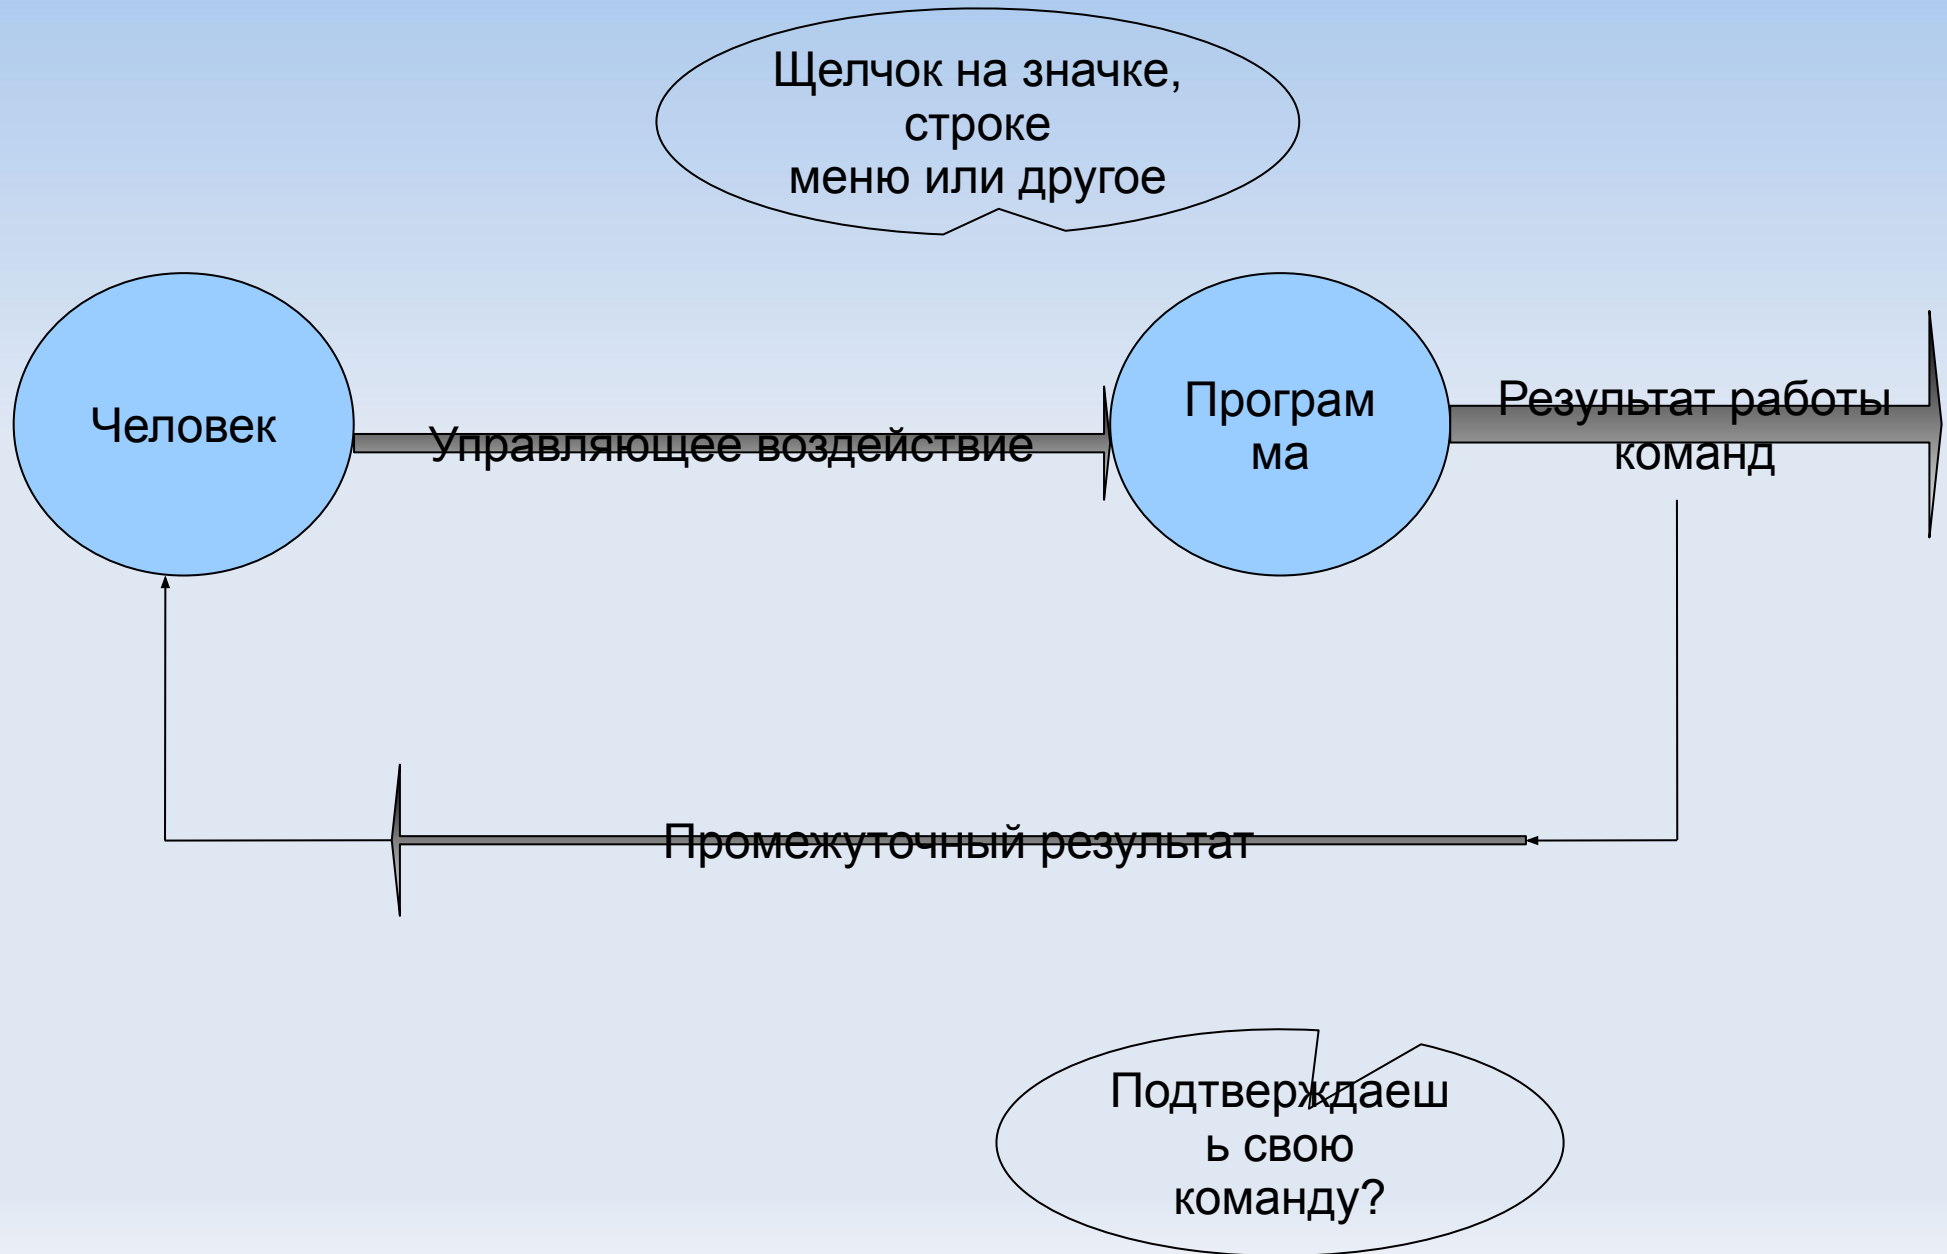 Щелчок на значке,
строке
меню или другое
Человек
Управляющее воздействие
Програм
ма
Результат работы
команд
Промежуточный результат
Подтверждаеш
ь свою
команду?